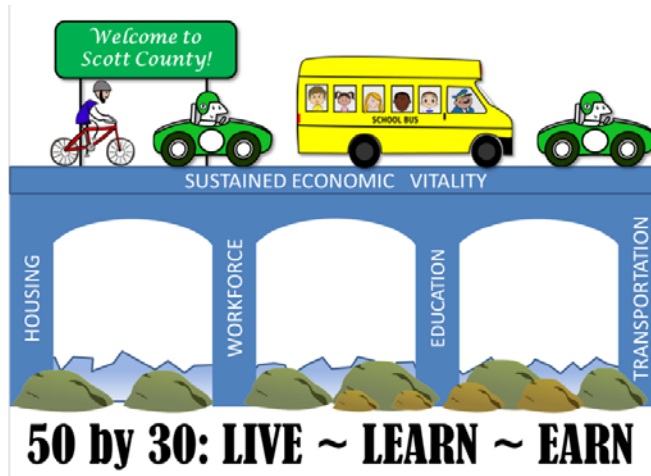 Welcome to
Scott County!
SCHOOL BUS
SUSTAINED ECONOMIC VITALITY
HOUSING
WORKFORCE
EDUCATION
TRANSPORTATION
50 by 30: LIVE ~ LEARN ~ EARN